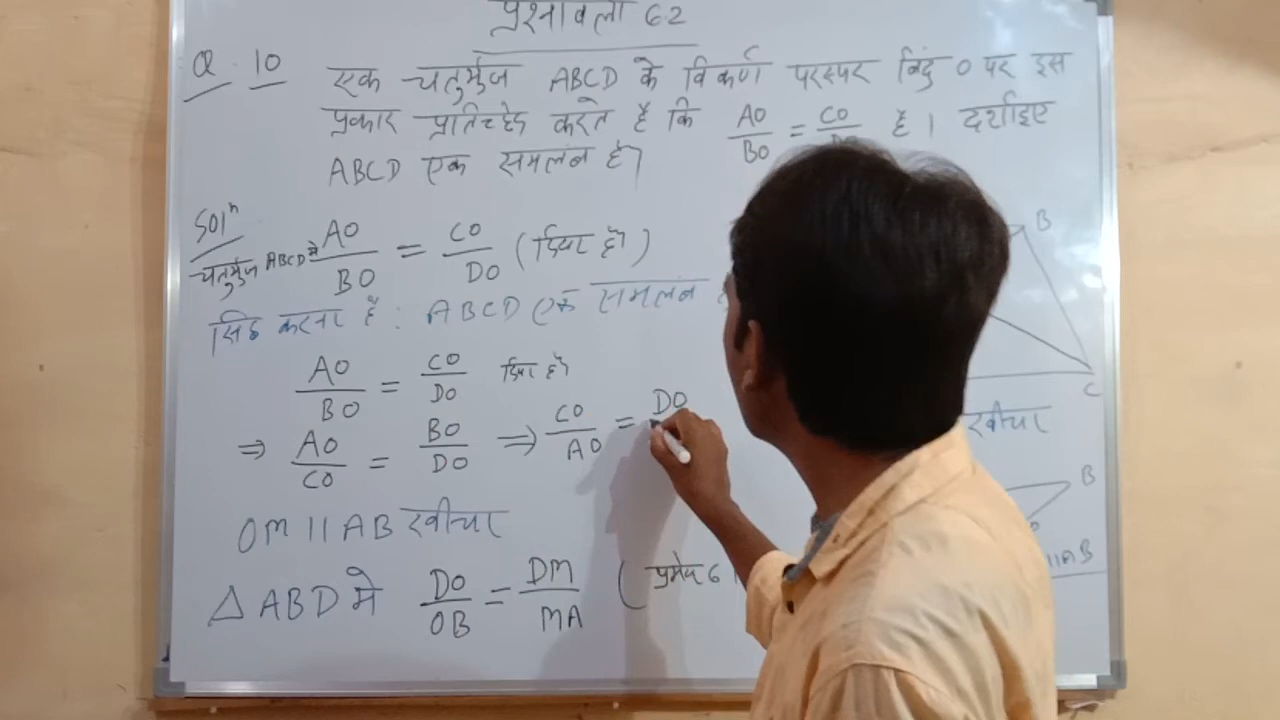 प्रश्नावली 6.2
Q. 10 एक चतुर्भुज ABCD के विकर्ण परस्पर बिंदु O पर इस
प्रकार प्रतिच्छेद करते हैं कि AO/BO = CO/DO है। दर्शाइए
ABCD एक समलंब है।
Solⁿ
चतुर्भुज ABCD मे AO/BO = CO/DO (दिया है।)
सिद्ध करना है : ABCD एक समलंब
AO/BO = CO/DO दिया है।
⇒ AO/CO = BO/DO ⇒ CO/AO = DO
OM || AB खींचा
△ ABD मे DO/OB = DM/MA (प्रमेय 6
B
C
खींचा
B
||AB